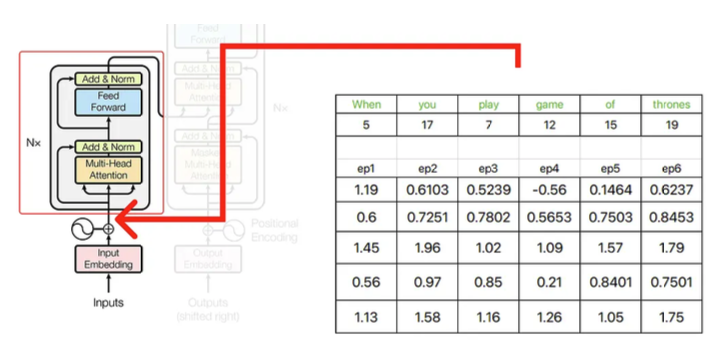 Feed
Forward
Add & Norm
Multi-Head
Attention
Nx
Add & Norm
Masked
Multi-Head
Attention
Positional
Encoding
Output
Embedding
Outputs
(shifted right)
Add & Norm
Feed
Forward
Nx
Add & Norm
Multi-Head
Attention
Input
Embedding
Inputs
When you play game of thrones
5 17 7 12 15 19
ep1 ep2 ep3 ep4 ep5 ep6
1.19 0.6103 0.5239 -0.56 0.1464 0.6237
0.6 0.7251 0.7802 0.5653 0.7503 0.8453
1.45 1.96 1.02 1.09 1.57 1.79
0.56 0.97 0.85 0.21 0.8401 0.7501
1.13 1.58 1.16 1.26 1.05 1.75